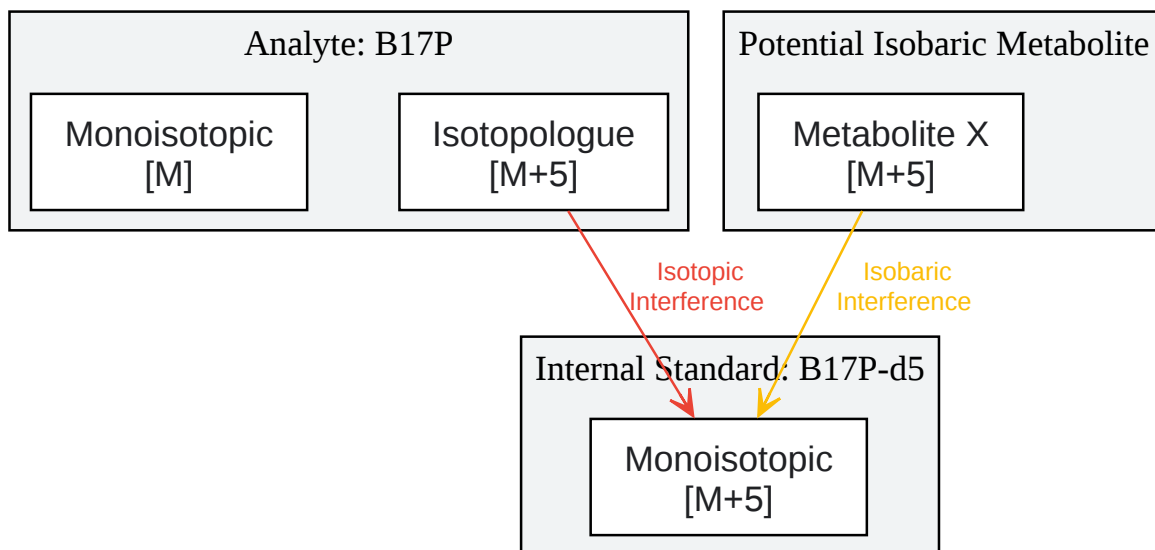 Analyte: B17P
Potential Isobaric Metabolite
Monoisotopic
[M]
Isotopologue
[M+5]
Metabolite X
[M+5]
Isotopic
Interference
Isobaric
Interference
Internal Standard: B17P-d5
Monoisotopic
[M+5]